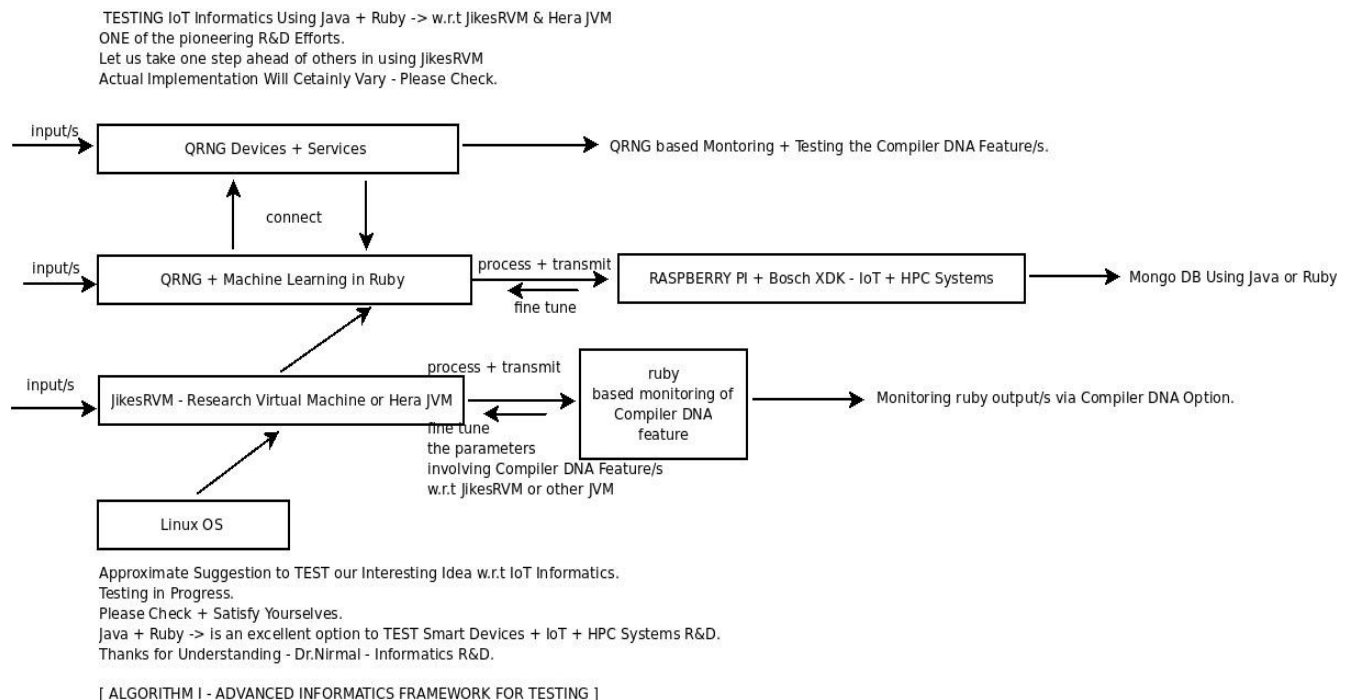 TESTING IoT Informatics Using Java + Ruby -> w.r.t JikesRVM & Hera JVM
ONE of the pioneering R&D Efforts.
Let us take one step ahead of others in using JikesRVM
Actual Implementation Will Cetainly Vary - Please Check.
input/s
QRNG Devices + Services
QRNG based Montoring + Testing the Compiler DNA Feature/s.
connect
input/s
QRNG + Machine Learning in Ruby
process + transmit
fine tune
RASPBERRY PI + Bosch XDK - IoT + HPC Systems
Mongo DB Using Java or Ruby
input/s
JikesRVM - Research Virtual Machine or Hera JVM
process + transmit
fine tune
the parameters
involving Compiler DNA Feature/s
w.r.t JikesRVM or other JVM
ruby
based monitoring of
Compiler DNA
feature
Monitoring ruby output/s via Compiler DNA Option.
Linux OS
Approximate Suggestion to TEST our Interesting Idea w.r.t IoT Informatics.
Testing in Progress.
Please Check + Satisfy Yourselves.
Java + Ruby -> is an excellent option to TEST Smart Devices + IoT + HPC Systems R&D.
Thanks for Understanding - Dr.Nirmal - Informatics R&D.
[ ALGORITHM I - ADVANCED INFORMATICS FRAMEWORK FOR TESTING ]